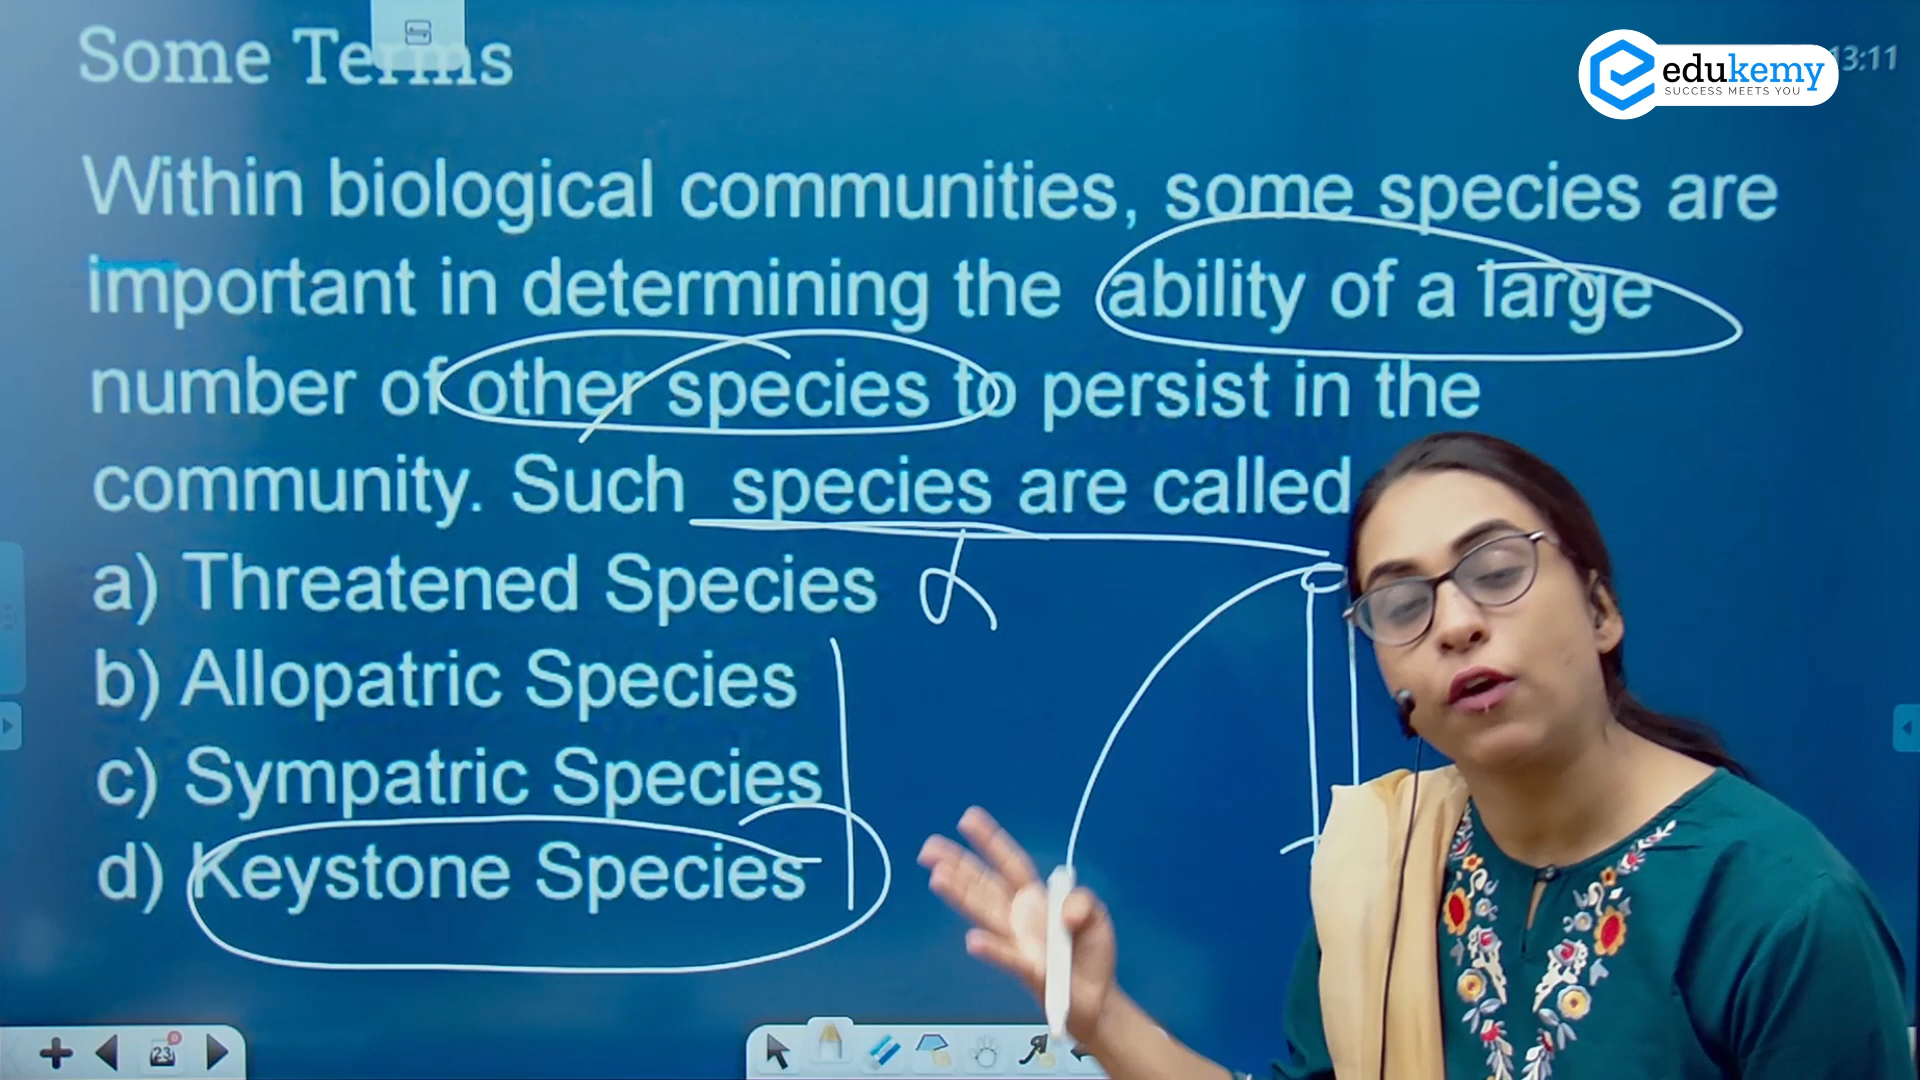 Some Terms
13:11
edukemy
SUCCESS MEETS YOU
Within biological communities, some species are
important in determining the ability of a large
number of other species to persist in the
community. Such species are called
a) Threatened Species
b) Allopatric Species
c) Sympatric Species
d) Keystone Species
23